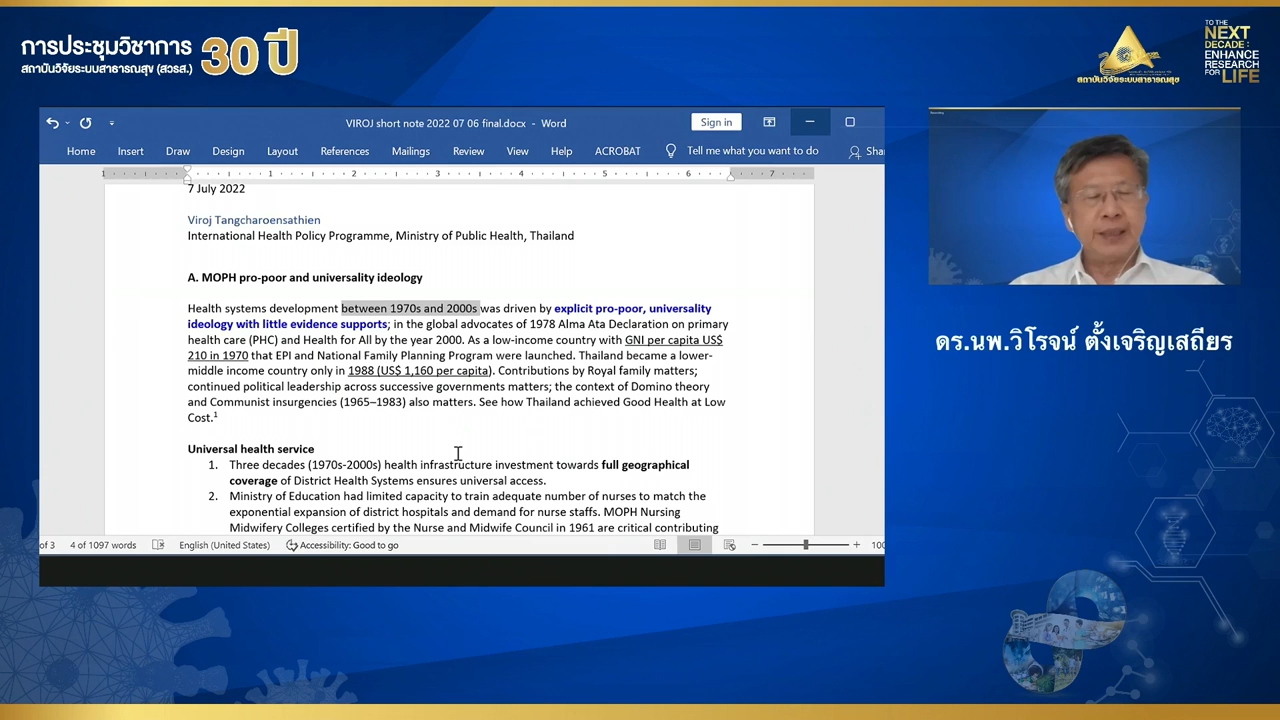 การประชุมวิชาการ
สถาบันวิจัยระบบสาธารณสุข (สวรส.)
30 ปี
สถาบันวิจัยระบบสาธารณสุข
TO THE
NEXT
DECADE :
ENHANCE
RESEARCH
FOR LIFE
VIROJ short note 2022 07 06 final.docx - Word
Sign in
Home Insert Draw Design Layout References Mailings Review View Help ACROBAT Tell me what you want to do Shar
1 1 2 3 4 5 6 7
7 July 2022
Viroj Tangcharoensathien
International Health Policy Programme, Ministry of Public Health, Thailand
A. MOPH pro-poor and universality ideology
Health systems development between 1970s and 2000s was driven by explicit pro-poor, universality
ideology with little evidence supports; in the global advocates of 1978 Alma Ata Declaration on primary
health care (PHC) and Health for All by the year 2000. As a low-income country with GNI per capita US$
210 in 1970 that EPI and National Family Planning Program were launched. Thailand became a lower-
middle income country only in 1988 (US$ 1,160 per capita). Contributions by Royal family matters;
continued political leadership across successive governments matters; the context of Domino theory
and Communist insurgencies (1965–1983) also matters. See how Thailand achieved Good Health at Low
Cost.1
Universal health service
1. Three decades (1970s-2000s) health infrastructure investment towards full geographical
coverage of District Health Systems ensures universal access.
2. Ministry of Education had limited capacity to train adequate number of nurses to match the
exponential expansion of district hospitals and demand for nurse staffs. MOPH Nursing
Midwifery Colleges certified by the Nurse and Midwife Council in 1961 are critical contributing
of 3 4 of 1097 words English (United States) Accessibility: Good to go 100
ดร.นพ.วิโรจน์ ตั้งเจริญเสถียร